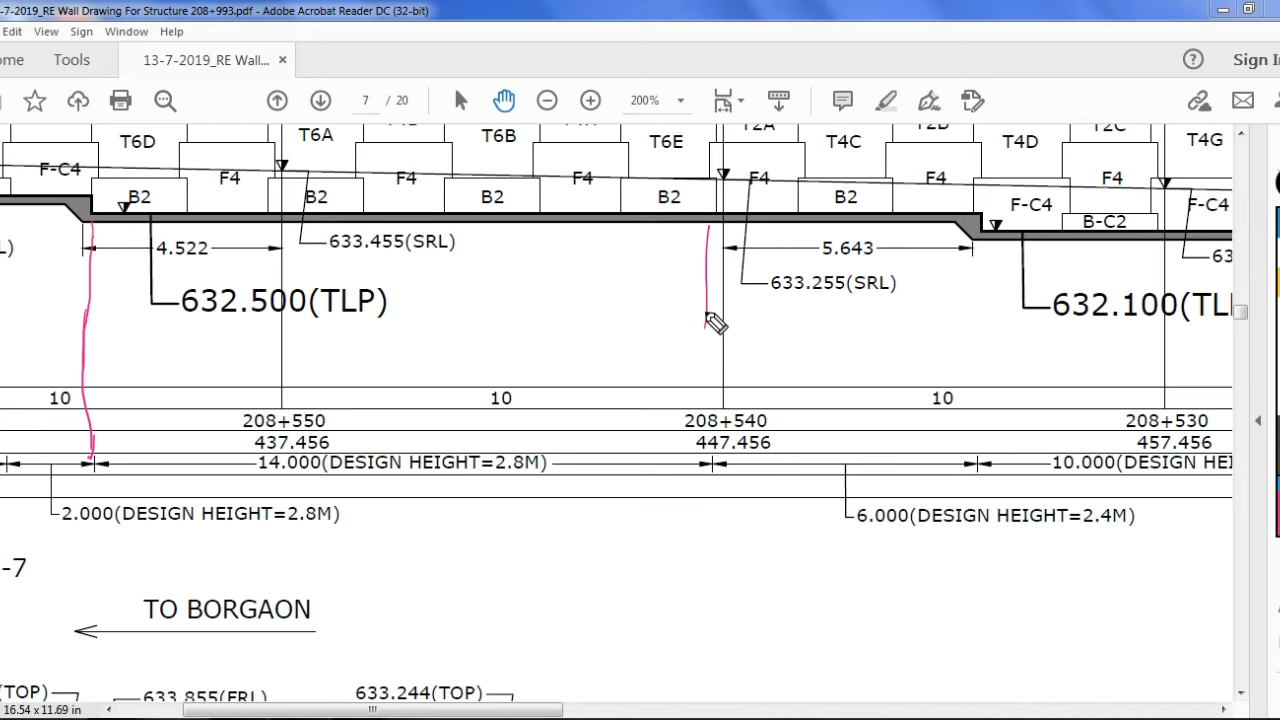 -7-2019_RE Wall Drawing For Structure 208+993.pdf - Adobe Acrobat Reader DC (32-bit)
Edit View Sign Window Help
ome Tools 13-7-2019_RE Wall... × ? Sign I
7 / 20 200%
T6D T6A T6B T6E T2A T4C T2B T4D T2C T4G
F-C4 F4 F4 F4 F4 F4 F4
B2 B2 B2 B2 B2 F-C4 F-C4
B-C2
L) 4.522 633.455(SRL) 5.643 63
633.255(SRL)
632.500(TLP) 632.100(TL
10 10 10
208+550 208+540 208+530
437.456 447.456 457.456
14.000(DESIGN HEIGHT=2.8M) 10.000(DESIGN HEI
2.000(DESIGN HEIGHT=2.8M) 6.000(DESIGN HEIGHT=2.4M)
-7
TO BORGAON
(TOP) 633.855(FRL) 633.244(TOP)
16.54 x 11.69 in